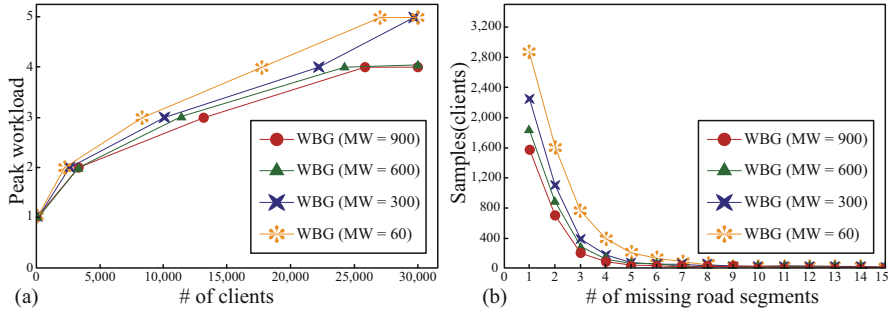 5
4
3
2
1
Peak workload
WBG (MW = 900)
WBG (MW = 600)
WBG (MW = 300)
WBG (MW = 60)
0
5,000
10,000
15,000
20,000
25,000
30,000
(a)
# of clients
3,200
2,800
2,400
2,000
1,600
1,200
800
400
0
Samples(clients)
WBG (MW = 900)
WBG (MW = 600)
WBG (MW = 300)
WBG (MW = 60)
1 2 3 4 5 6 7 8 9 10 11 12 13 14 15
(b)
# of missing road segments